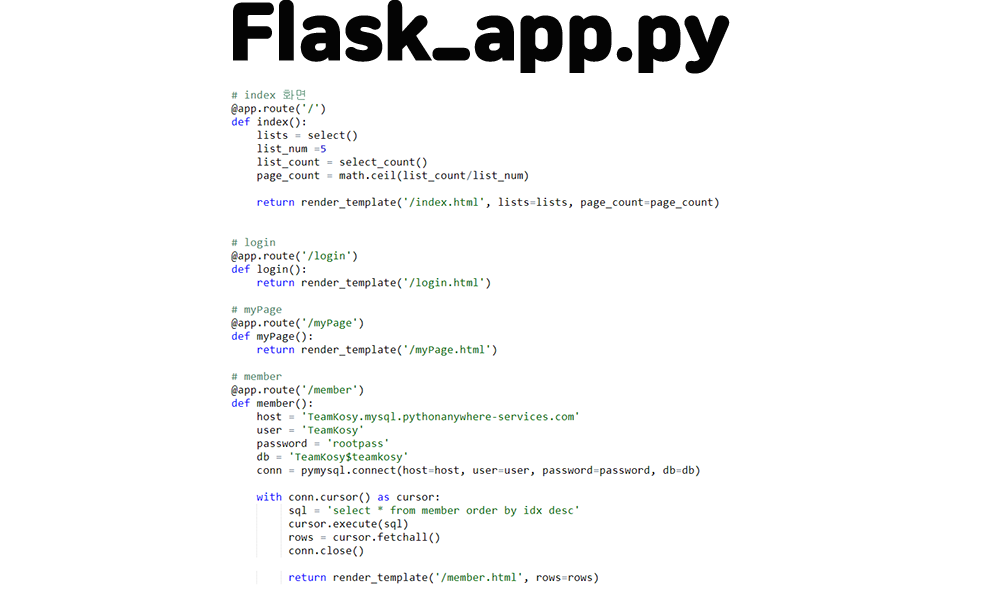 Flask_app.py
# index 화면
@app.route('/')
def index():
    lists = select()
    list_num =5
    list_count = select_count()
    page_count = math.ceil(list_count/list_num)
    return render_template('/index.html', lists=lists, page_count=page_count)
# login
@app.route('/login')
def login():
    return render_template('/login.html')
# myPage
@app.route('/myPage')
def myPage():
    return render_template('/myPage.html')
# member
@app.route('/member')
def member():
    host = 'TeamKosy.mysql.pythonanywhere-services.com'
    user = 'TeamKosy'
    password = 'rootpass'
    db = 'TeamKosy$teamkosy'
    conn = pymysql.connect(host=host, user=user, password=password, db=db)
    with conn.cursor() as cursor:
         sql = 'select * from member order by idx desc'
         cursor.execute(sql)
         rows = cursor.fetchall()
         conn.close()
         return render_template('/member.html', rows=rows)